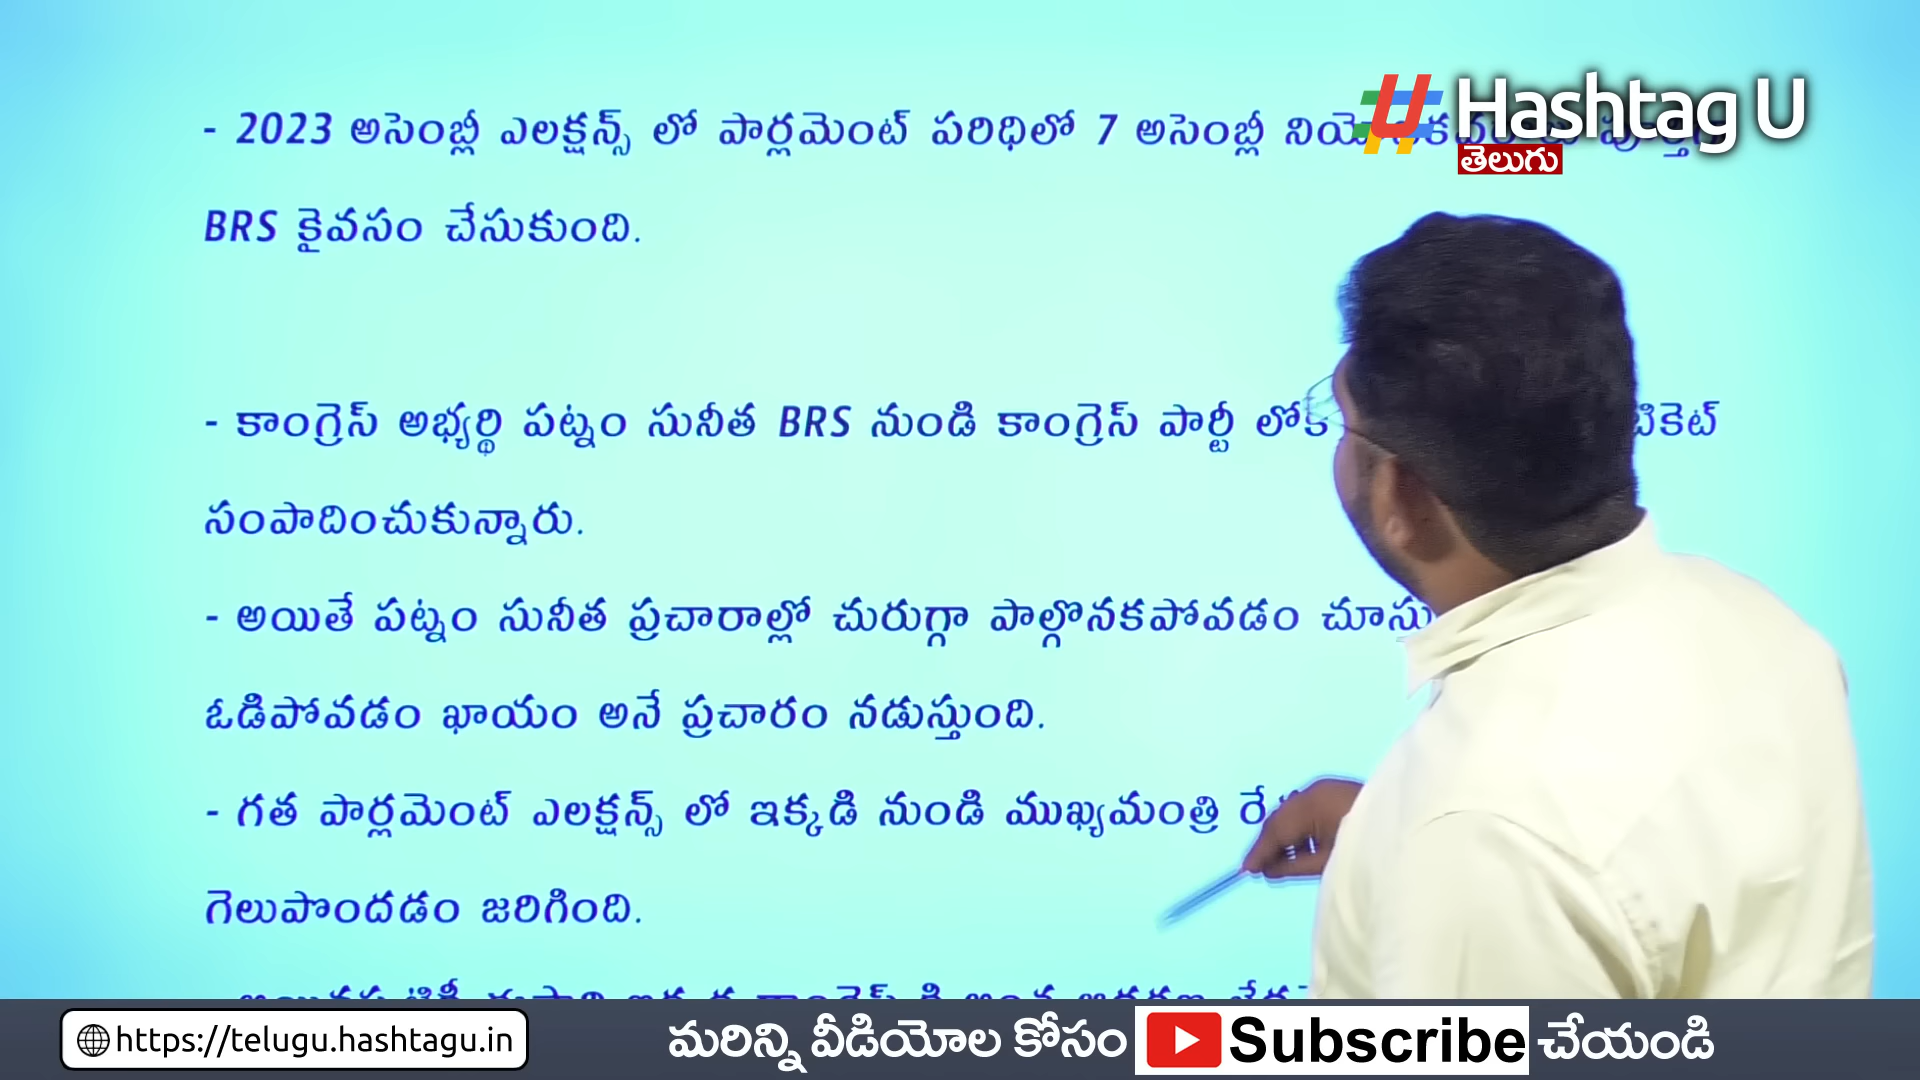 - 2023 అసెంబ్లీ ఎలక్షన్స్ లో పార్లమెంట్ పరిధిలో 7 అసెంబ్లీ
Hashtag U
తెలుగు
BRS కైవసం చేసుకుంది.
- కాంగ్రెస్ అభ్యర్థి పట్నం సునీత BRS నుండి కాంగ్రెస్ పార్టీ టికెట్
సంపాదించుకున్నారు.
- అయితే పట్నం సునీత ప్రచారాల్లో చురుగ్గా పాల్గొనకపోవడం
ఓడిపోవడం ఖాయం అనే ప్రచారం నడుస్తుంది.
- గత పార్లమెంట్ ఎలక్షన్స్ లో ఇక్కడి నుండి ముఖ్యమంత్రి
గెలుపొందడం జరిగింది.
https://telugu.hashtagu.in
మరిన్ని వీడియోల కోసం Subscribe చేయండి